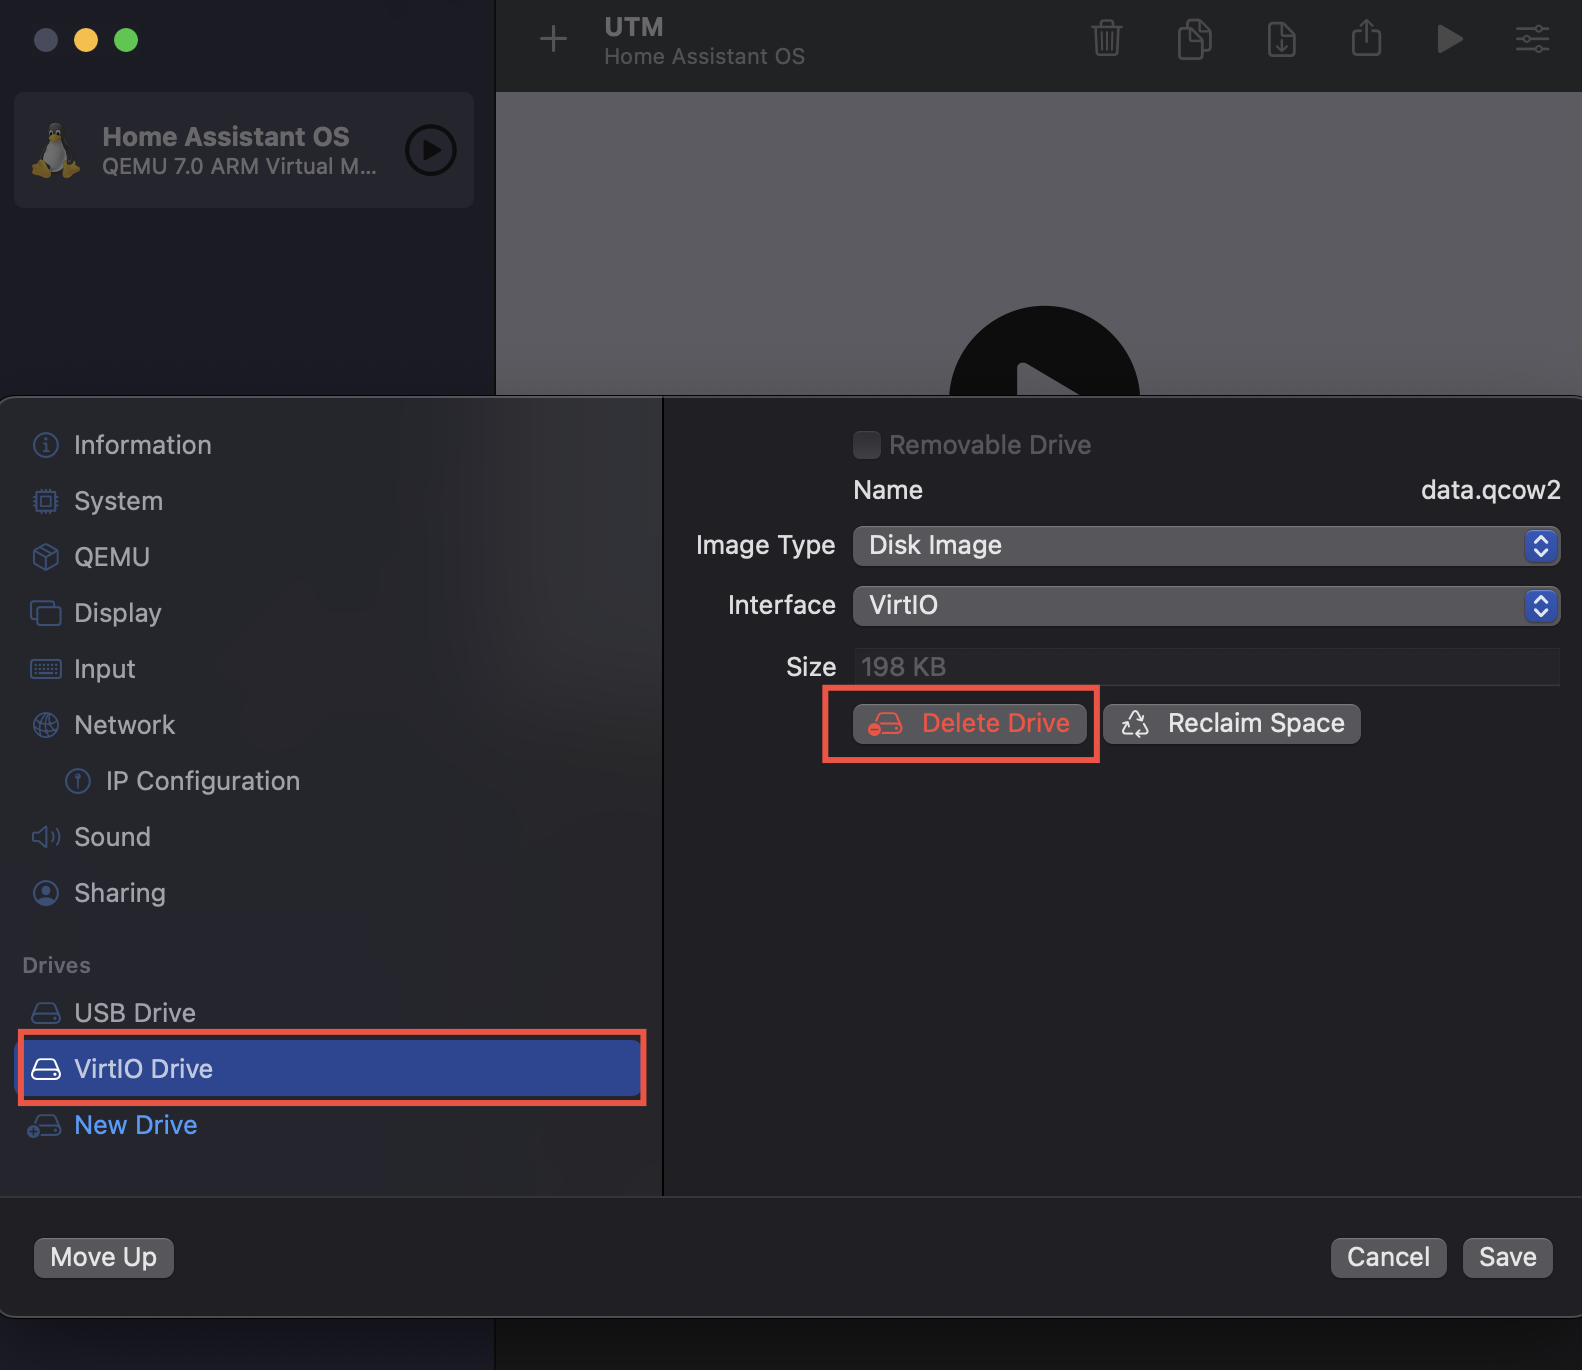 UTM
Home Assistant OS
Home Assistant OS
QEMU 7.0 ARM Virtual M...
Information
System
QEMU
Display
Input
Network
IP Configuration
Sound
Sharing
Drives
USB Drive
VirtIO Drive
New Drive
Removable Drive
Name data.qcow2
Image Type Disk Image
Interface VirtIO
Size 198 KB
Delete Drive Reclaim Space
Move Up Cancel Save